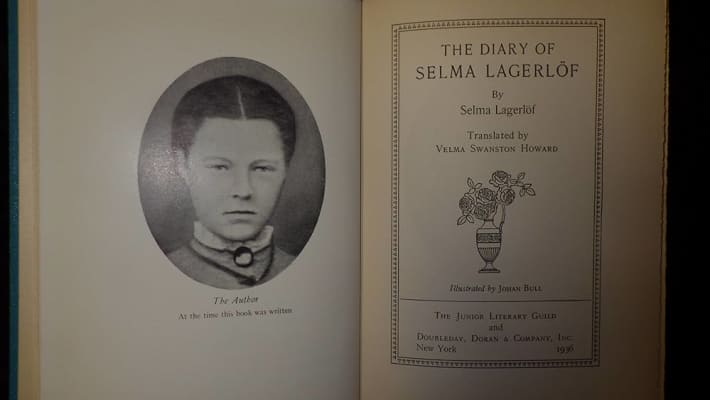 The Author
At the time this book was written
THE DIARY OF
SELMA LAGERLÖF
By
Selma Lagerlöf
Translated by
VELMA SWANSTON HOWARD
Illustrated by JOHAN BULL
THE JUNIOR LITERARY GUILD
and
DOUBLEDAY, DORAN & COMPANY, INC.
New York 1936